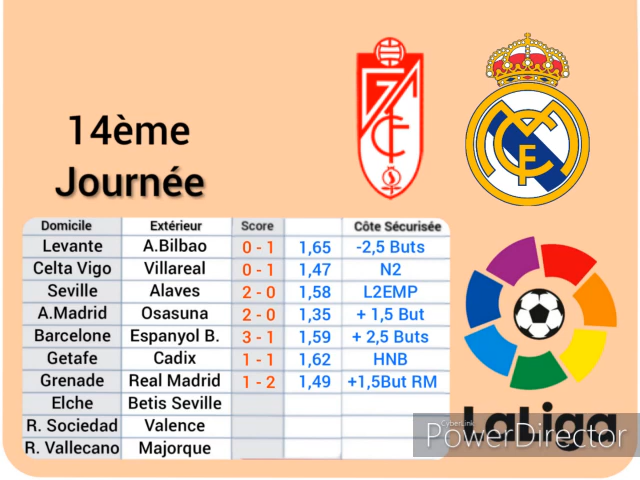 14ème
Journée
Domicile Extérieur Score Côte Sécurisée
Levante A.Bilbao 0 - 1 1,65 -2,5 Buts
Celta Vigo Villareal 0 - 1 1,47 N2
Seville Alaves 2 - 0 1,58 L2EMP
A.Madrid Osasuna 2 - 0 1,35 + 1,5 But
Barcelone Espanyol B. 3 - 1 1,59 + 2,5 Buts
Getafe Cadix 1 - 1 1,62 HNB
Grenade Real Madrid 1 - 2 1,49 +1,5But RM
Elche Betis Seville
R. Sociedad Valence
R. Vallecano Majorque
LaLiga
CyberLink
PowerDirector